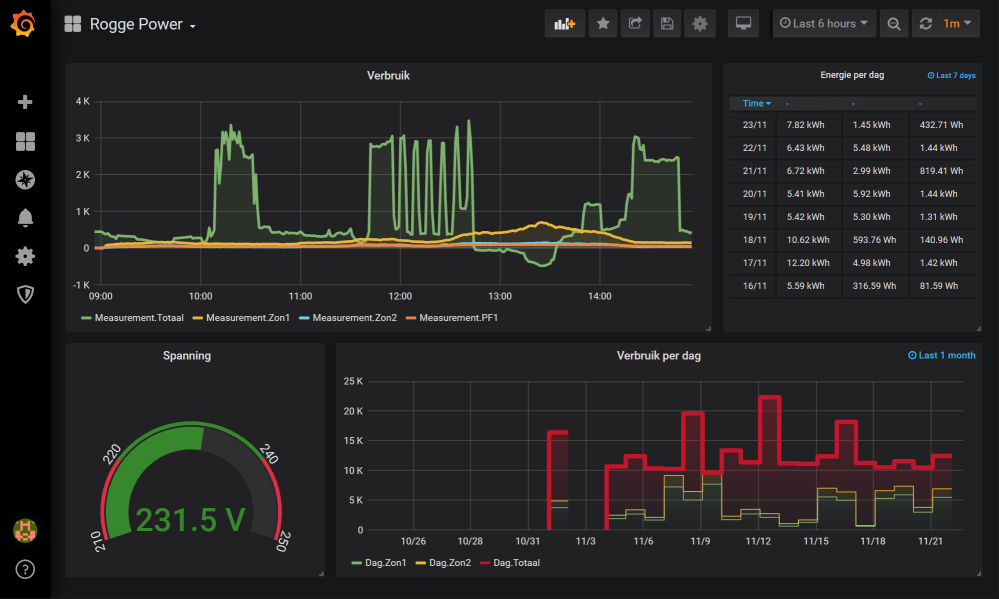 Rogge Power
Last 6 hours
1m
Verbruik
4 K
3 K
2 K
1 K
0
-1 K
09:00 10:00 11:00 12:00 13:00 14:00
Measurement.Totaal Measurement.Zon1 Measurement.Zon2 Measurement.PF1
Energie per dag Last 7 days
Time - - -
23/11 7.82 kWh 1.45 kWh 432.71 Wh
22/11 6.43 kWh 5.48 kWh 1.44 kWh
21/11 6.72 kWh 2.99 kWh 819.41 Wh
20/11 5.41 kWh 5.92 kWh 1.44 kWh
19/11 5.42 kWh 5.30 kWh 1.31 kWh
18/11 10.62 kWh 593.76 Wh 140.96 Wh
17/11 12.20 kWh 4.98 kWh 1.42 kWh
16/11 5.59 kWh 316.59 Wh 81.59 Wh
Spanning
220
240
210
231.5 V
250
?
Verbruik per dag Last 1 month
25 K
20 K
15 K
10 K
5 K
0
10/26 10/28 10/31 11/3 11/6 11/9 11/12 11/15 11/18 11/21
Dag.Zon1 Dag.Zon2 Dag.Totaal